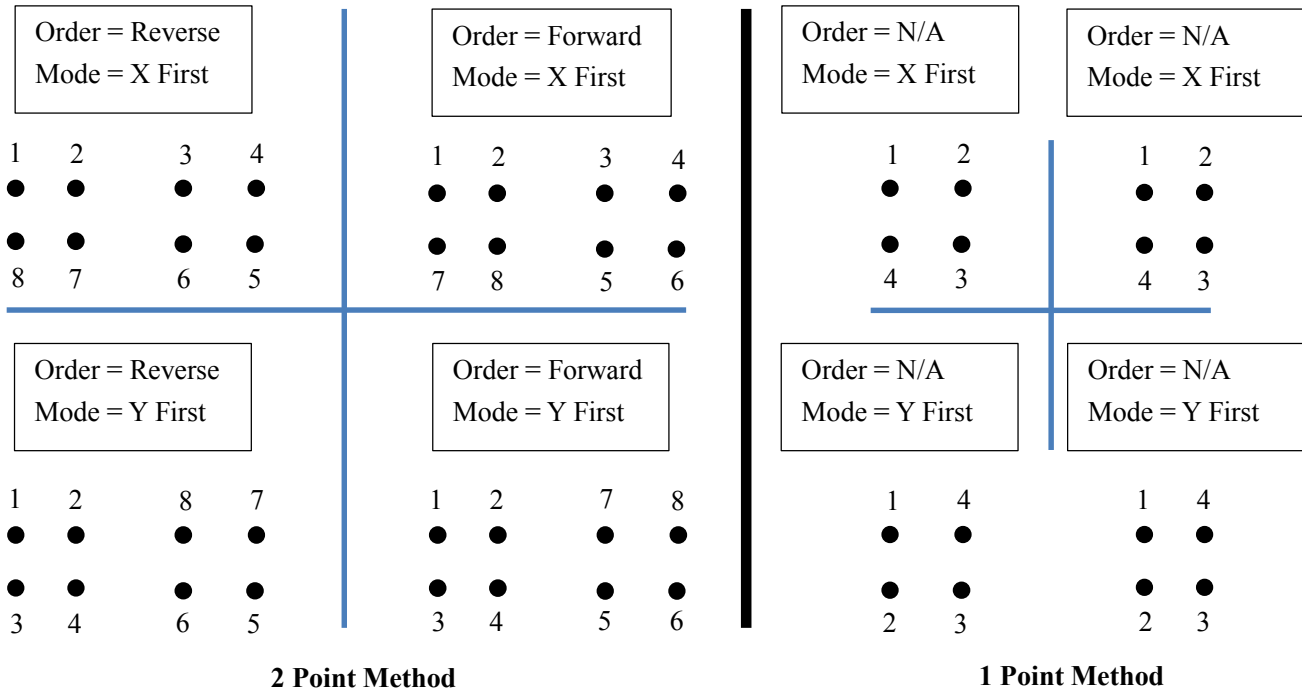 Order = Reverse
Mode = X First
Order = Forward
Mode = X First
Order = N/A
Mode = X First
Order = N/A
Mode = X First
1 2 3 4
8 7 6 5
1 2 3 4
7 8 5 6
1 2
4 3
1 2
4 3
Order = Reverse
Mode = Y First
Order = Forward
Mode = Y First
Order = N/A
Mode = Y First
Order = N/A
Mode = Y First
1 2 8 7
3 4 6 5
1 2 7 8
3 4 5 6
1 4
2 3
1 4
2 3
2 Point Method
1 Point Method